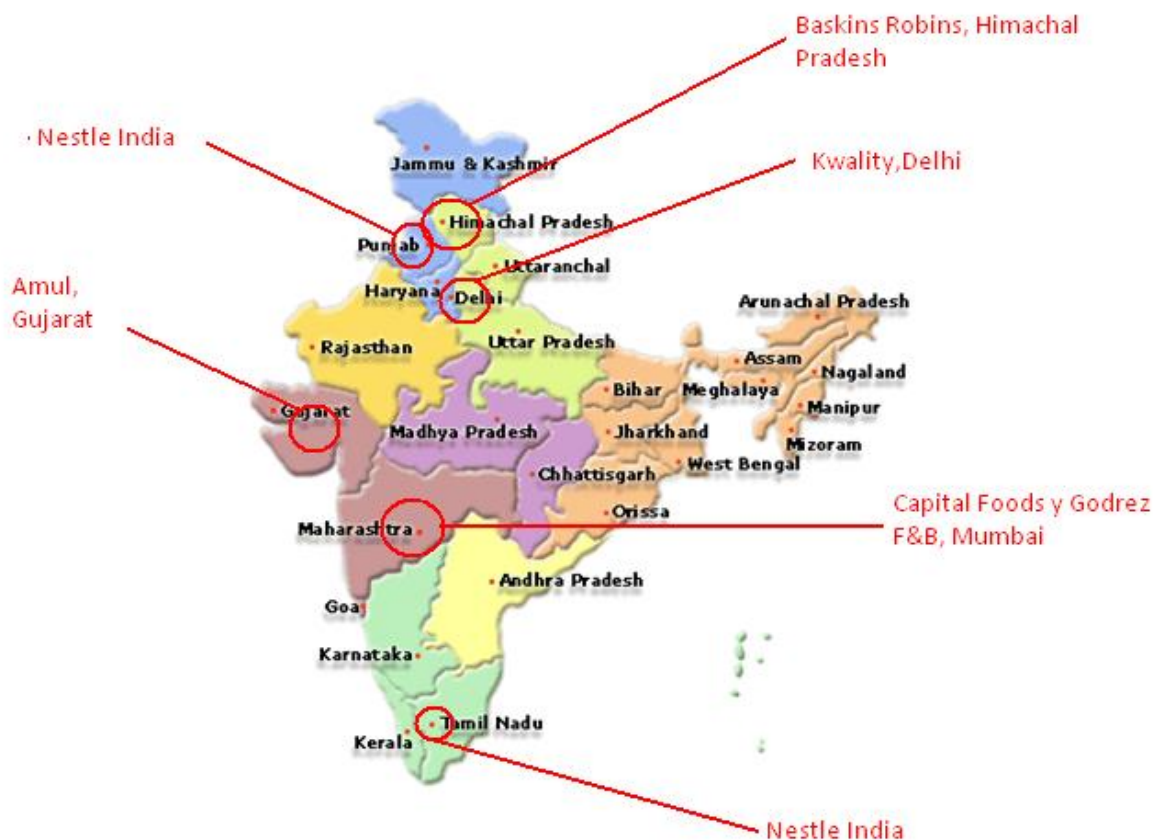 Baskins Robins, Himachal
Pradesh
· Nestle India
Kwality,Delhi
Jammu & Kashmir
Himachal Pradesh
Punjab
Uttaranchal
Amul,
Gujarat
Haryana
Delhi
Arunachal Pradesh
Rajasthan
Uttar Pradesh
Assam
Nagaland
Bihar
Meghalaya
Gujarat
Manipur
Madhya Pradesh
Jharkhand
Mizoram
West Bengal
Chhattisgarh
Capital Foods y Godrez
F&B, Mumbai
Orissa
Maharashtra
Andhra Pradesh
Goa
Karnataka
Tamil Nadu
Kerala
Nestle India